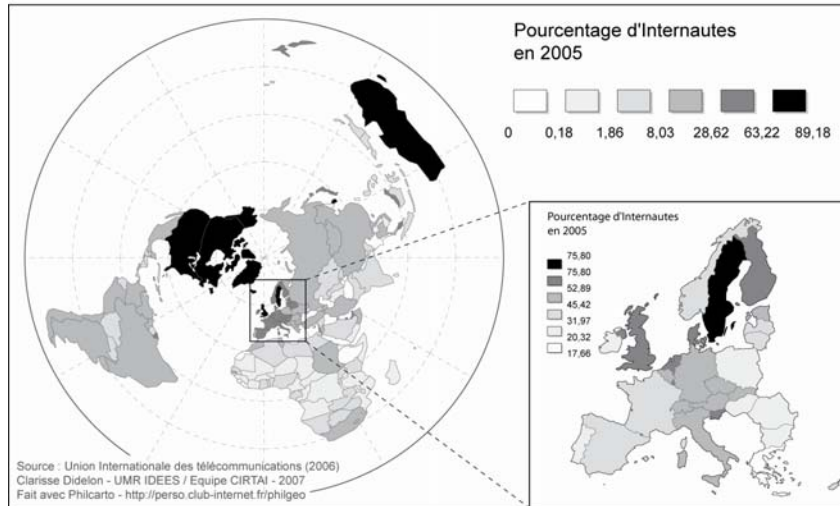 Pourcentage d'Internautes
en 2005
0 0,18 1,86 8,03 28,62 63,22 89,18
Pourcentage d'Internautes
en 2005
75,80
75,80
52,89
45,42
31,97
20,32
17,66
Source : Union Internationale des télécommunications (2006)
Clarisse Didelon - UMR IDEES / Equipe CIRTAI - 2007
Fait avec Philcarto - http://perso.club-internet.fr/philgeo